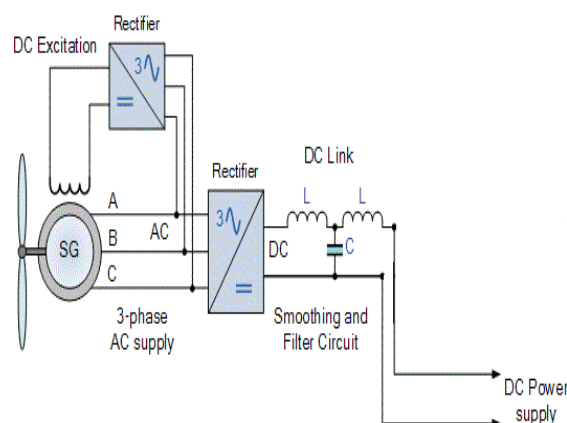 Rectifier
DC Excitation
3
DC Link
Rectifier
A
L
L
AC
3
SG
B
DC
C
C
3-phase
AC supply
Smoothing and
Filter Circuit
DC Power
supply